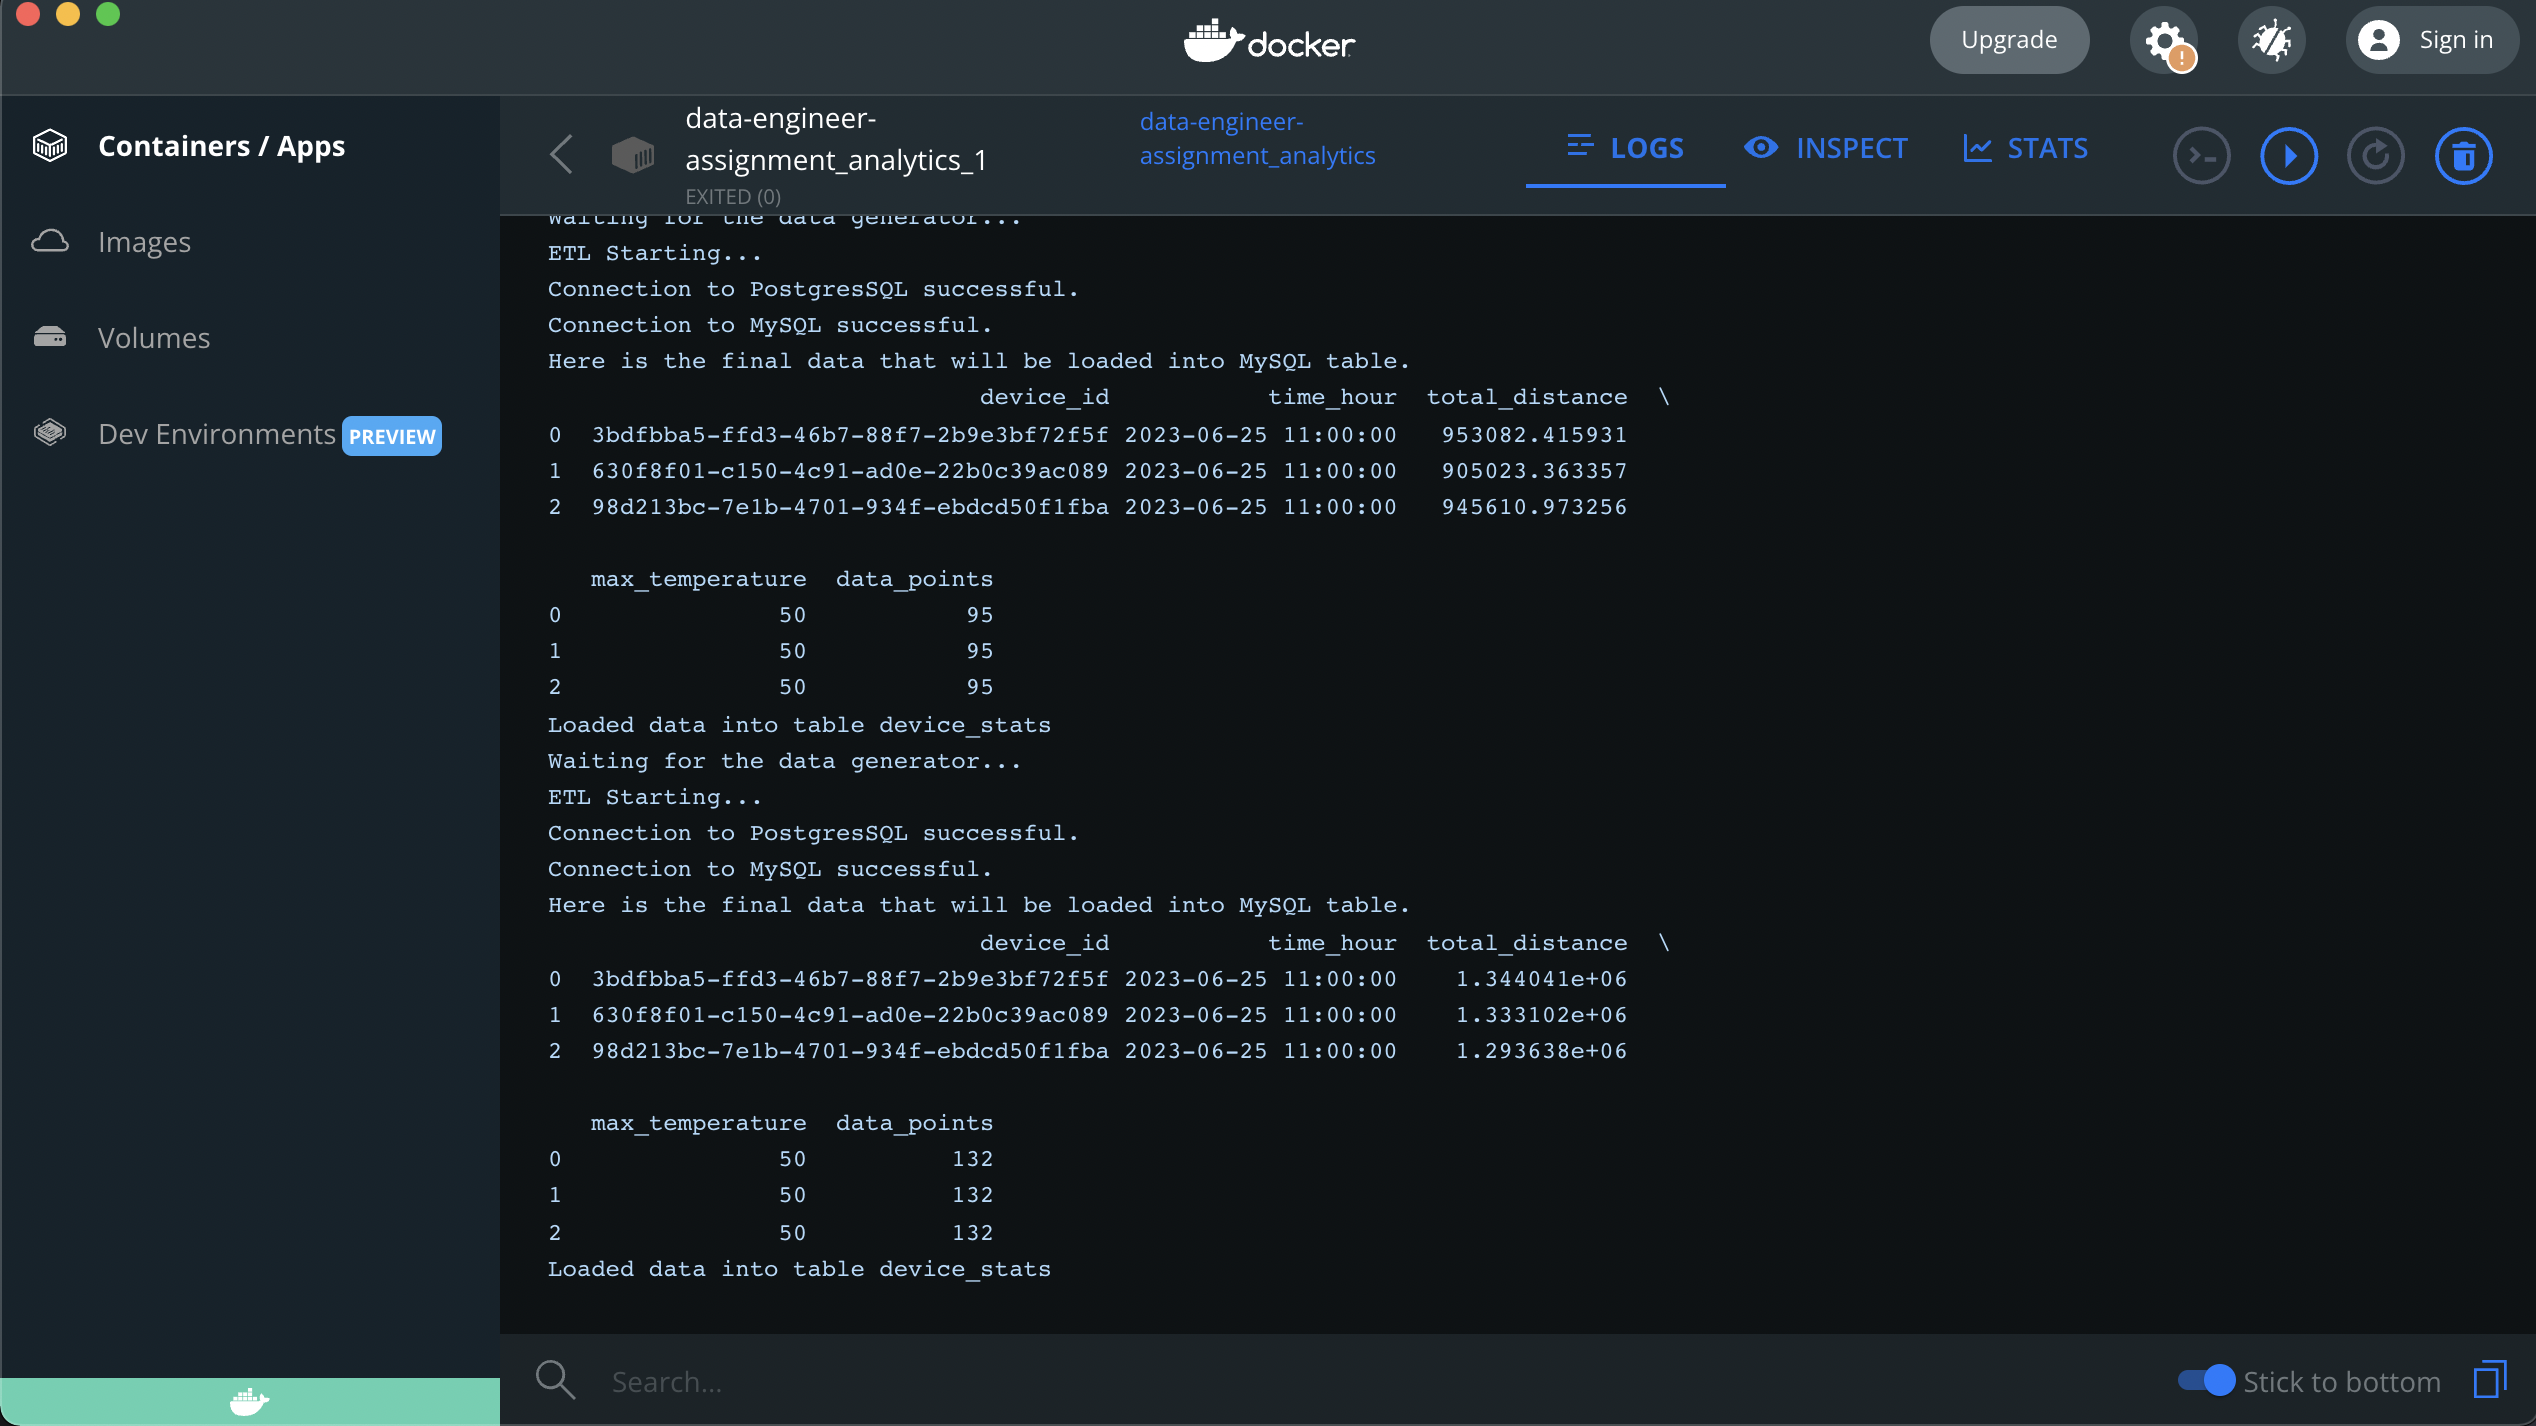 docker
Upgrade
Sign in
Containers / Apps
Images
Volumes
Dev Environments PREVIEW
data-engineer-
assignment_analytics_1
EXITED (0)
data-engineer-
assignment_analytics
LOGS
INSPECT
STATS
Waiting for the data generator...
ETL Starting...
Connection to PostgresSQL successful.
Connection to MySQL successful.
Here is the final data that will be loaded into MySQL table.
device_id time_hour total_distance \
0 3bdfbba5-ffd3-46b7-88f7-2b9e3bf72f5f 2023-06-25 11:00:00 953082.415931
1 630f8f01-c150-4c91-ad0e-22b0c39ac089 2023-06-25 11:00:00 905023.363357
2 98d213bc-7e1b-4701-934f-ebdcd50f1fba 2023-06-25 11:00:00 945610.973256
max_temperature data_points
0 50 95
1 50 95
2 50 95
Loaded data into table device_stats
Waiting for the data generator...
ETL Starting...
Connection to PostgresSQL successful.
Connection to MySQL successful.
Here is the final data that will be loaded into MySQL table.
device_id time_hour total_distance \
0 3bdfbba5-ffd3-46b7-88f7-2b9e3bf72f5f 2023-06-25 11:00:00 1.344041e+06
1 630f8f01-c150-4c91-ad0e-22b0c39ac089 2023-06-25 11:00:00 1.333102e+06
2 98d213bc-7e1b-4701-934f-ebdcd50f1fba 2023-06-25 11:00:00 1.293638e+06
max_temperature data_points
0 50 132
1 50 132
2 50 132
Loaded data into table device_stats
Search...
Stick to bottom